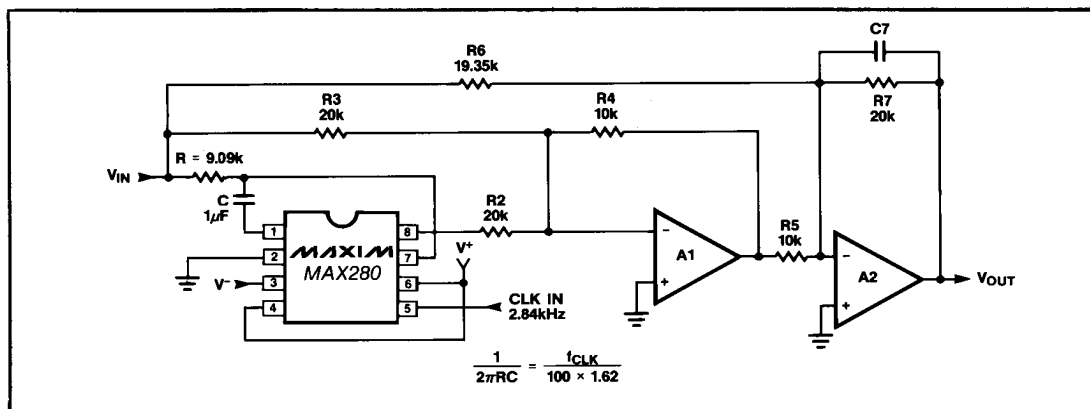 C7
R6
19.35k
R3
20k
R4
10k
R7
20k
R = 9.09k
VIN
C
1µF
R2
20k
1
8
MAXIM
MAX280
2
7
V+
V−
3
6
4
5
CLK IN
2.84kHz
−
A1
+
R5
10k
−
A2
+
VOUT
1/2πRC = fCLK/100 × 1.62